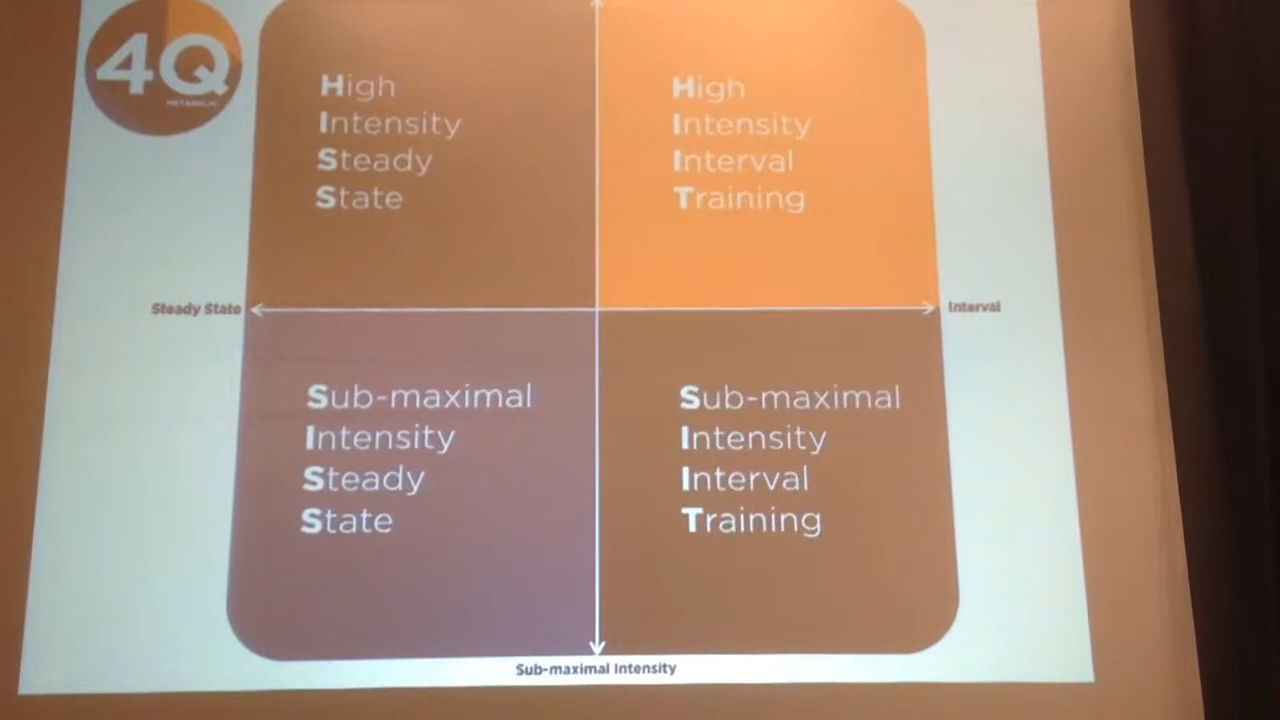 4Q
METABOLIC
High
Intensity
Steady
State
High
Intensity
Interval
Training
Steady State
Interval
Sub-maximal
Intensity
Steady
State
Sub-maximal
Intensity
Interval
Training
Sub-maximal Intensity